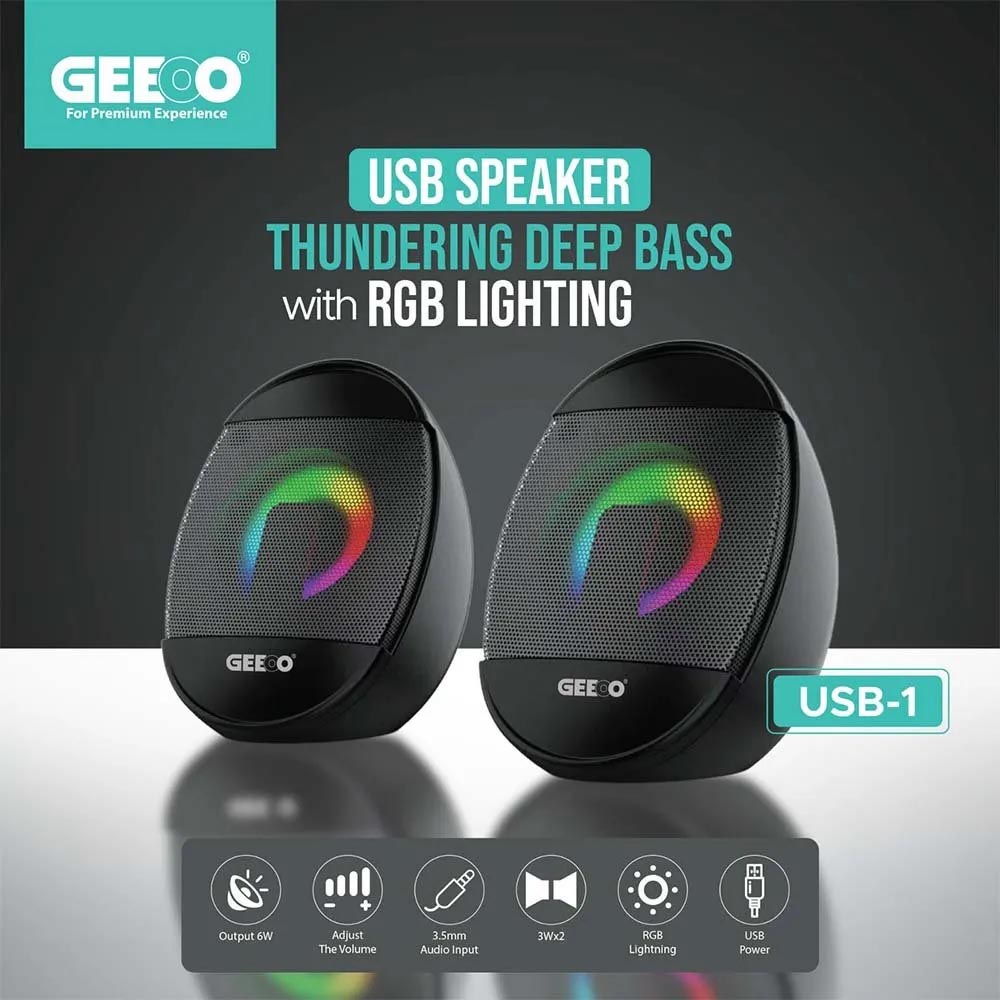 GEEOO®
For Premium Experience
USB SPEAKER
THUNDERING DEEP BASS
with RGB LIGHTING
GEEOO
GEEOO
USB-1
Output 6W
Adjust
The Volume
3.5mm
Audio Input
3Wx2
RGB
Lightning
USB
Power